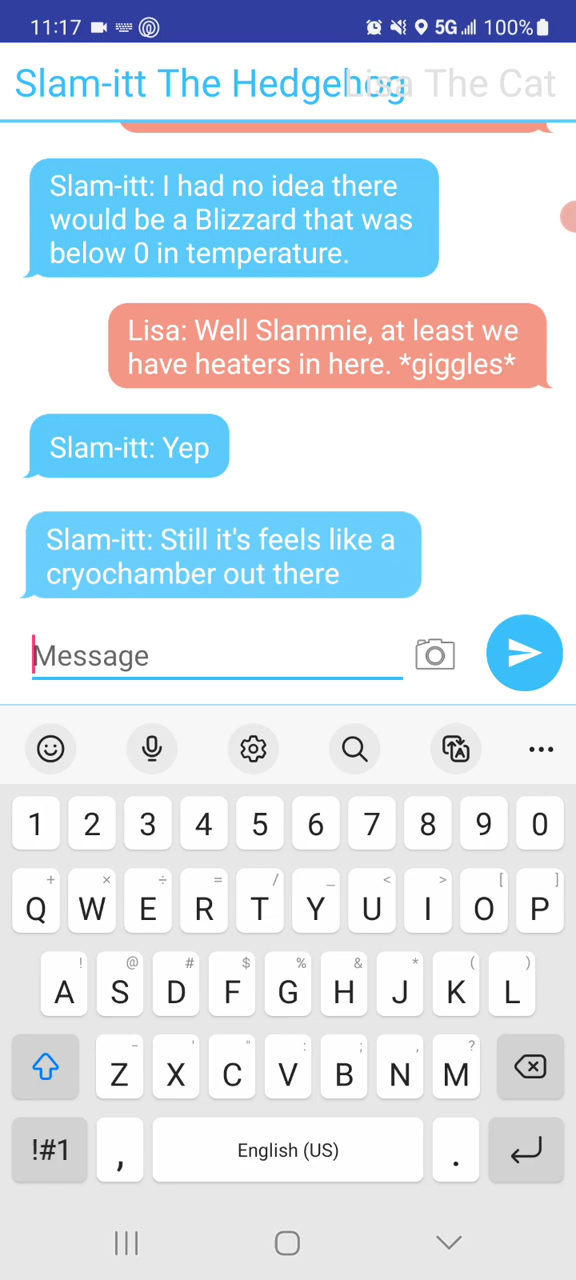 11:17 5G 100%
Slam-itt The Hedgehog Lisa The Cat
Slam-itt: I had no idea there
would be a Blizzard that was
below 0 in temperature.
Lisa: Well Slammie, at least we
have heaters in here. *giggles*
Slam-itt: Yep
Slam-itt: Still it's feels like a
cryochamber out there
Message
1 2 3 4 5 6 7 8 9 0
+ × ÷ = / _ < > [ ]
Q W E R T Y U I O P
! @ # $ % & * ( )
A S D F G H J K L
- ' " : ; , ?
Z X C V B N M
!#1 , English (US) .